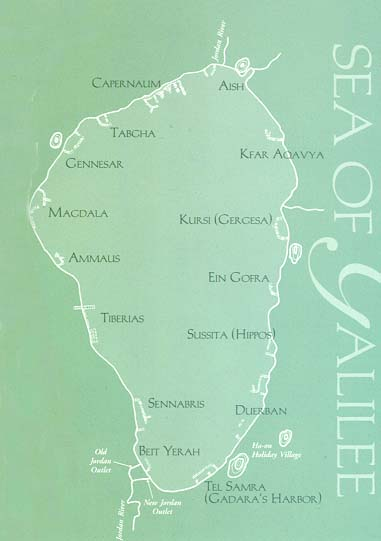 Jordan River
CAPERNAUM
AISH
TABGHA
KFAR AQAVYA
GENNESAR
MAGDALA
KURSI (GERGESA)
AMMAUS
EIN GOFRA
TIBERIAS
SUSSITA (HIPPOS)
SENNABRIS
DUERBAN
Old
Jordan
Outlet
BEIT YERAH
Ha-on
Holiday Village
TEL SAMRA
(GADARA'S HARBOR)
New Jordan
Outlet
Jordan River
SEA OF GALILEE